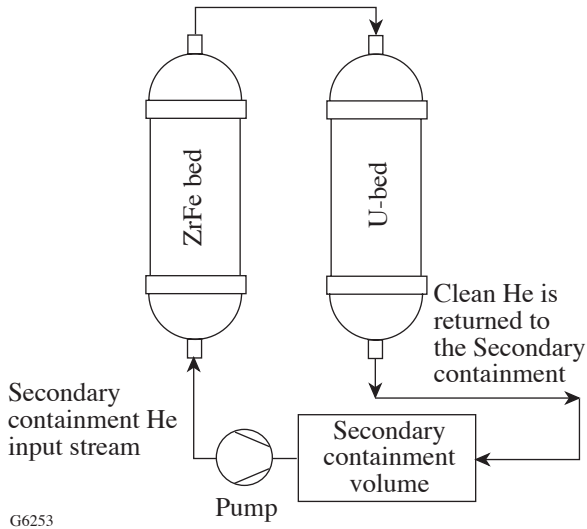 ZrFe bed
U-bed
Clean He is
returned to
the Secondary
containment
Secondary
containment He
input stream
Secondary
containment
volume
Pump
G6253